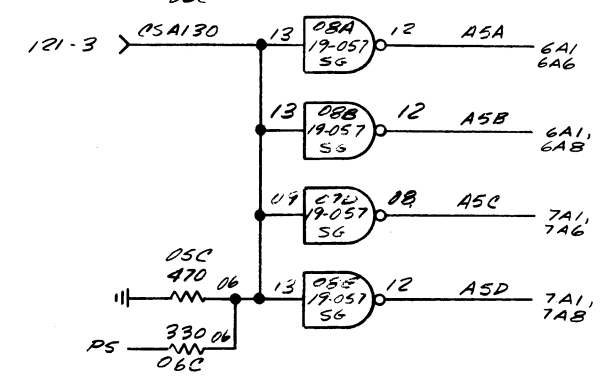 121-3 CSA130 13 08A 12 A5A 6A1
19-057 6A6
SG
13 08B 12 A5B 6A1,
19-057 6A8
SG
09 08 A5C 7A1,
19-057 7A6
SG
05C
470 06 13 08E 12 A5D 7A1,
19-057 7A8
SG
330 06
P5
06C